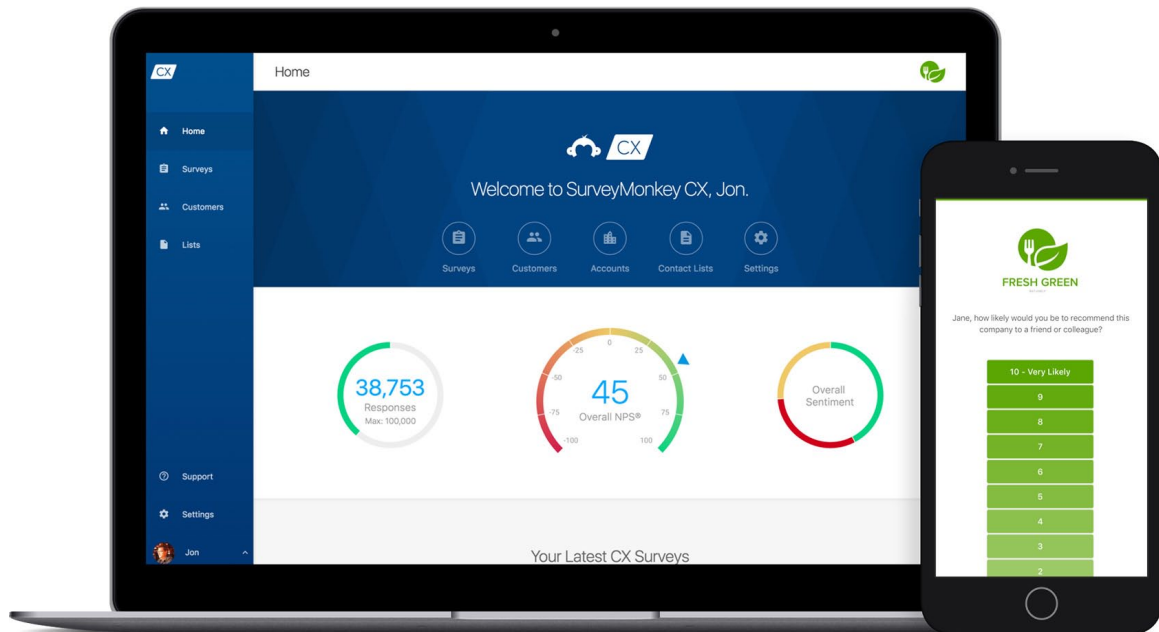 CX
Home
Home
Surveys
Customers
Lists
Support
Settings
Jon
CX
Welcome to SurveyMonkey CX, Jon.
Surveys
Customers
Accounts
Contact Lists
Settings
38,753
Responses
Max: 100,000
-100
-75
-50
-25
0
25
50
75
100
45
Overall NPS®
Overall
Sentiment
Your Latest CX Surveys
FRESH GREEN
Jane, how likely would you be to recommend this
company to a friend or colleague?
10 - Very Likely
9
8
7
6
5
4
3
2